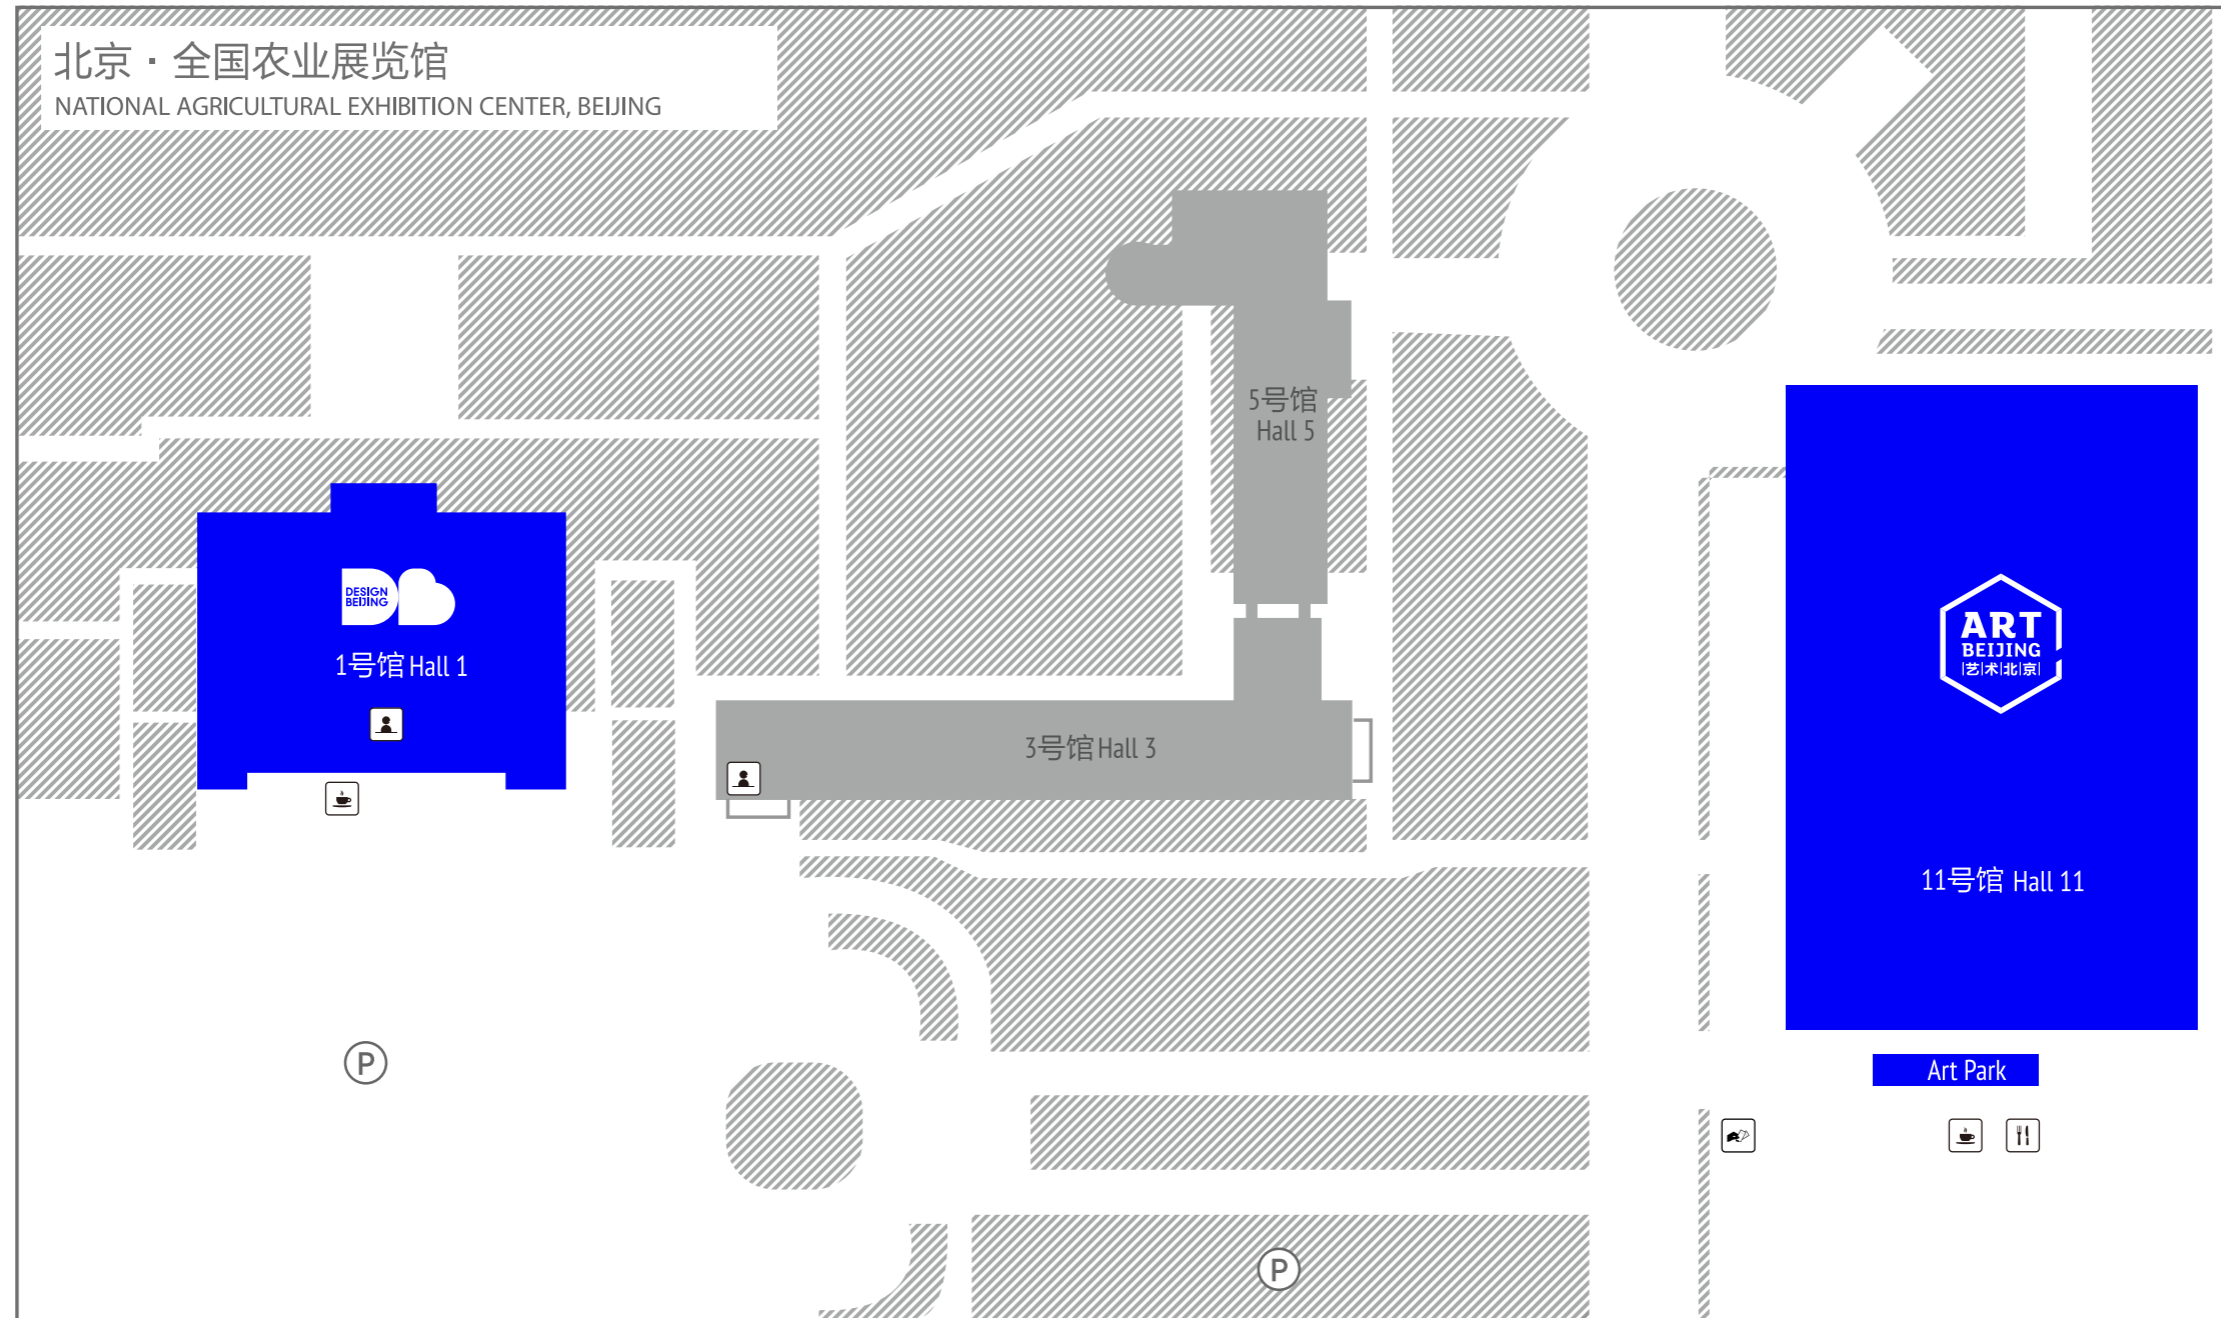 北京·全国农业展览馆
NATIONAL AGRICULTURAL EXHIBITION CENTER, BEIJING
5号馆
Hall 5
DESIGN
BEIJING
1号馆 Hall 1
ART
BEIJING
|艺|术|北|京|
3号馆 Hall 3
11号馆 Hall 11
P
Art Park
P